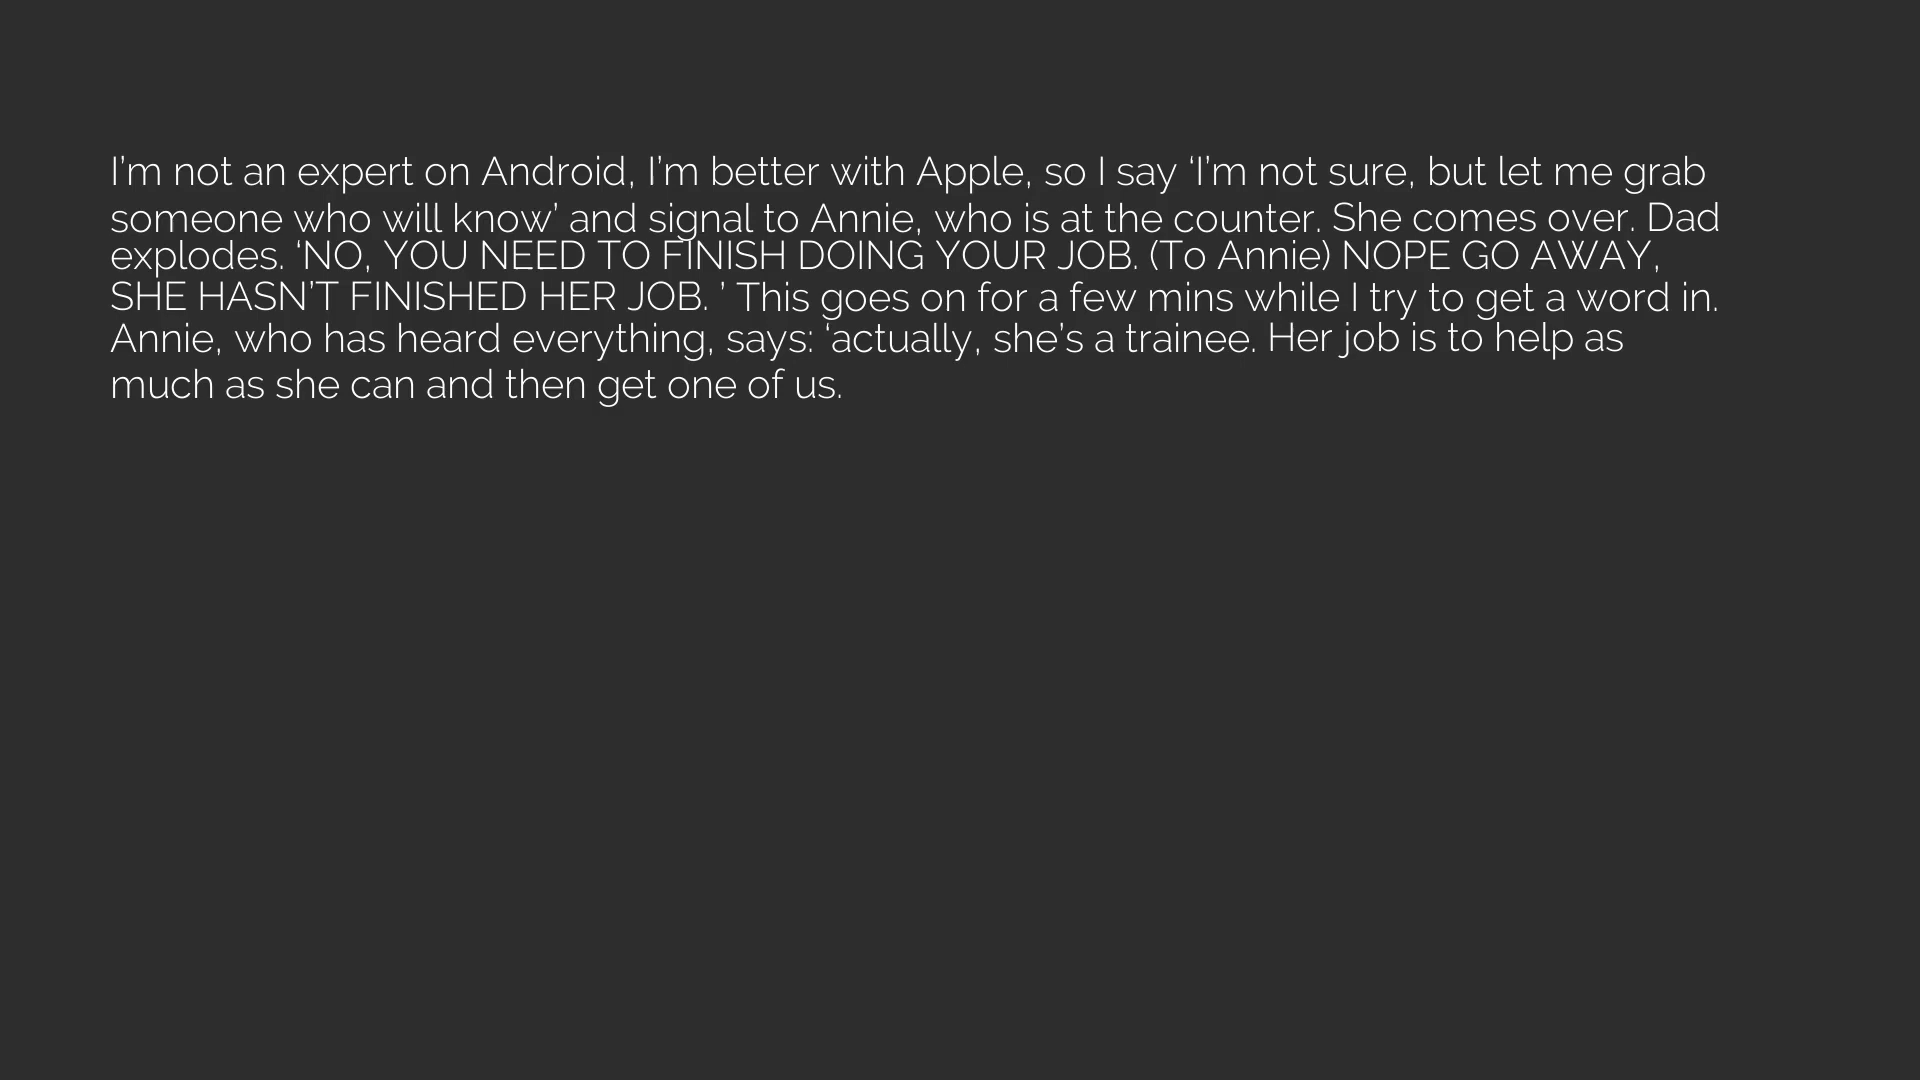 I’m not an expert on Android, I’m better with Apple, so I say ‘I’m not sure, but let me grab
someone who will know’ and signal to Annie, who is at the counter. She comes over. Dad
explodes. ‘NO, YOU NEED TO FINISH DOING YOUR JOB. (To Annie) NOPE GO AWAY,
SHE HASN’T FINISHED HER JOB. ’ This goes on for a few mins while I try to get a word in.
Annie, who has heard everything, says: ‘actually, she’s a trainee. Her job is to help as
much as she can and then get one of us.